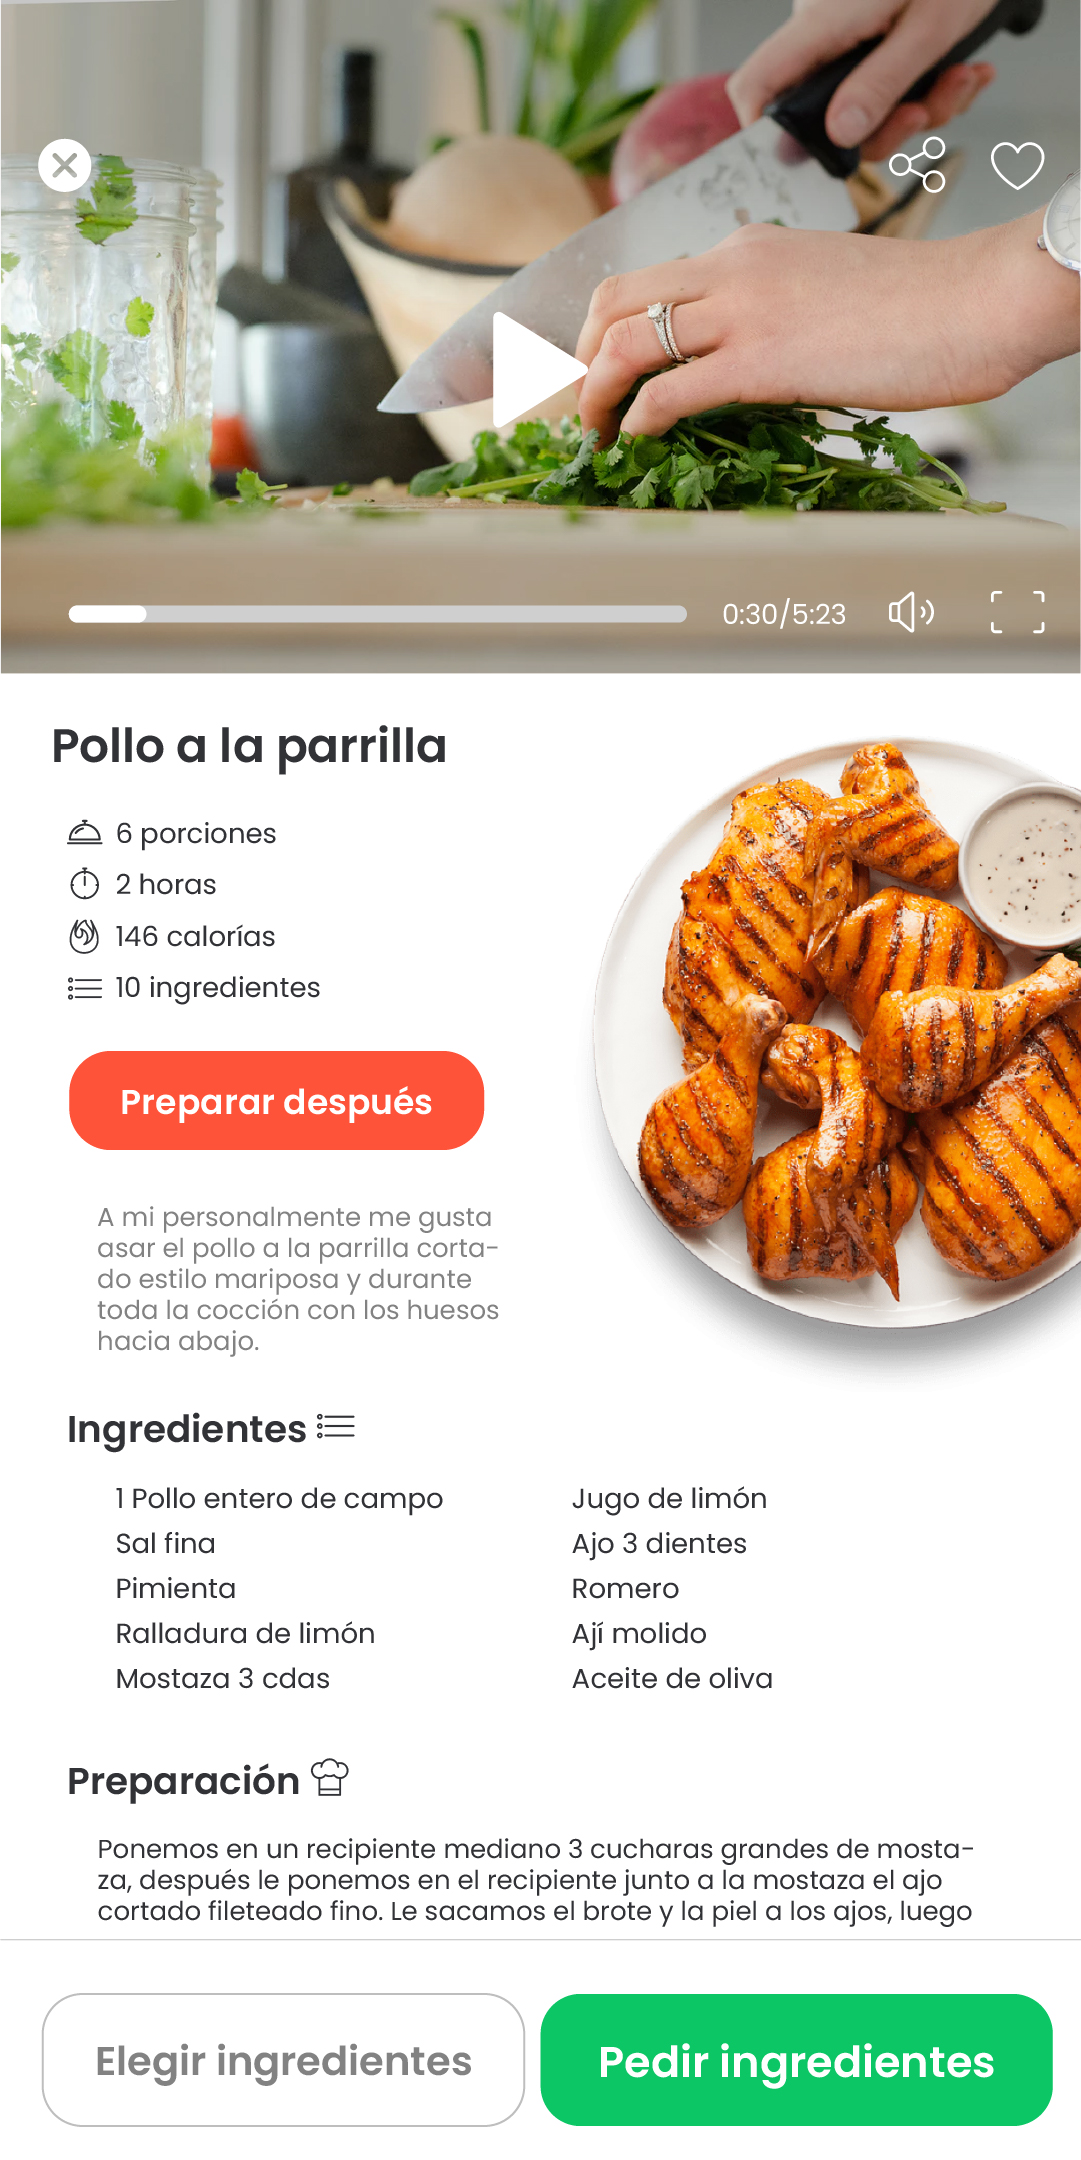 0:30/5:23
Pollo a la parrilla
6 porciones
2 horas
146 calorías
10 ingredientes
Preparar después
A mi personalmente me gusta
asar el pollo a la parrilla corta-
do estilo mariposa y durante
toda la cocción con los huesos
hacia abajo.
Ingredientes
1 Pollo entero de campo
Sal fina
Pimienta
Ralladura de limón
Mostaza 3 cdas
Jugo de limón
Ajo 3 dientes
Romero
Ají molido
Aceite de oliva
Preparación
Ponemos en un recipiente mediano 3 cucharas grandes de mosta-
za, después le ponemos en el recipiente junto a la mostaza el ajo
cortado fileteado fino. Le sacamos el brote y la piel a los ajos, luego
Elegir ingredientes
Pedir ingredientes